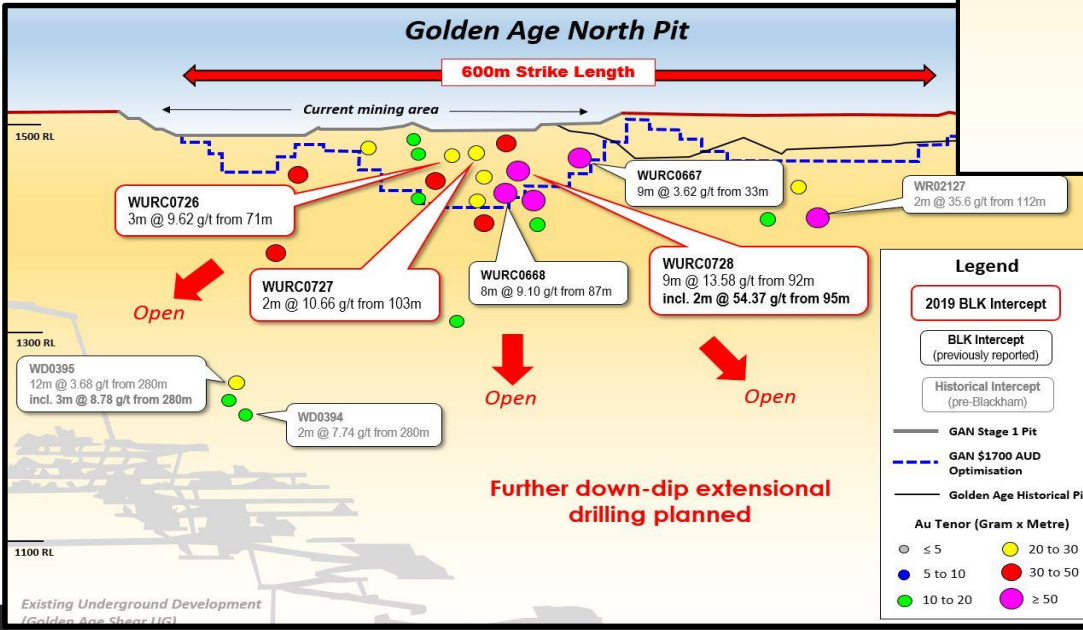 Golden Age North Pit
600m Strike Length
Current mining area
1500 RL
WURC0667
9m @ 3.62 g/t from 33m
WR02127
2m @ 35.6 g/t from 112m
WURC0726
3m @ 9.62 g/t from 71m
WURC0727
2m @ 10.66 g/t from 103m
WURC0668
8m @ 9.10 g/t from 87m
WURC0728
9m @ 13.58 g/t from 92m
incl. 2m @ 54.37 g/t from 95m
Open
1300 RL
Open
Open
WD0395
12m @ 3.68 g/t from 280m
incl. 3m @ 8.78 g/t from 280m
WD0394
2m @ 7.74 g/t from 280m
Further down-dip extensional
drilling planned
1100 RL
Existing Underground Development
(Golden Age Shear UG)
Legend
2019 BLK Intercept
BLK Intercept
(previously reported)
Historical Intercept
(pre-Blackham)
GAN Stage 1 Pit
GAN $1700 AUD
Optimisation
Golden Age Historical Pi
Au Tenor (Gram x Metre)
≤ 5
20 to 30
5 to 10
30 to 50
10 to 20
≥ 50